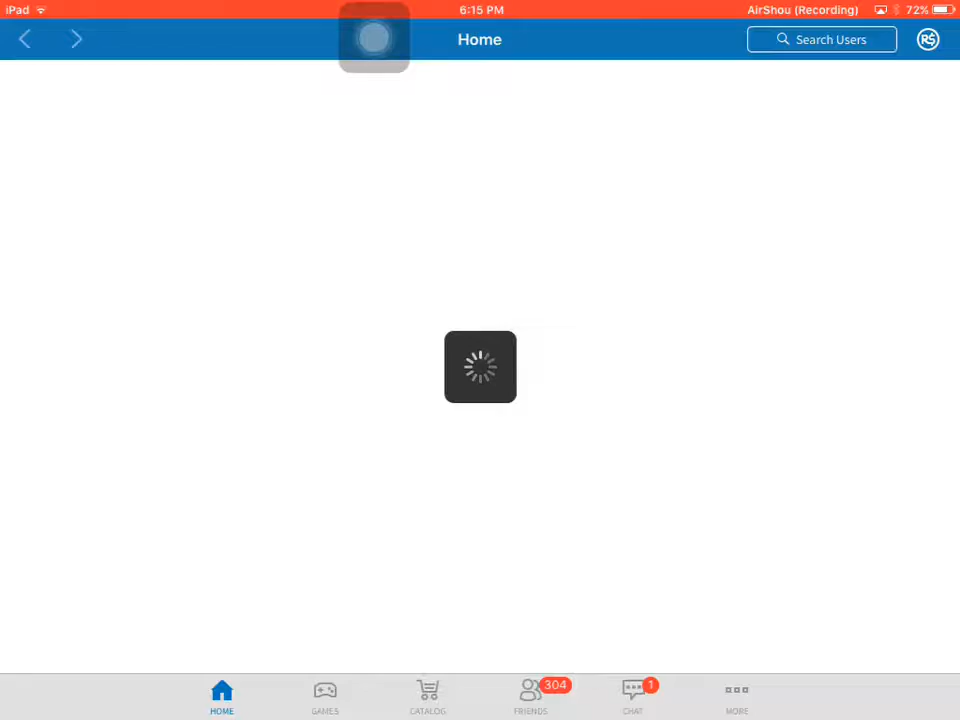 iPad 6:15 PM AirShou (Recording) 72%
Home Search Users R$
304 1
HOME GAMES CATALOG FRIENDS CHAT MORE